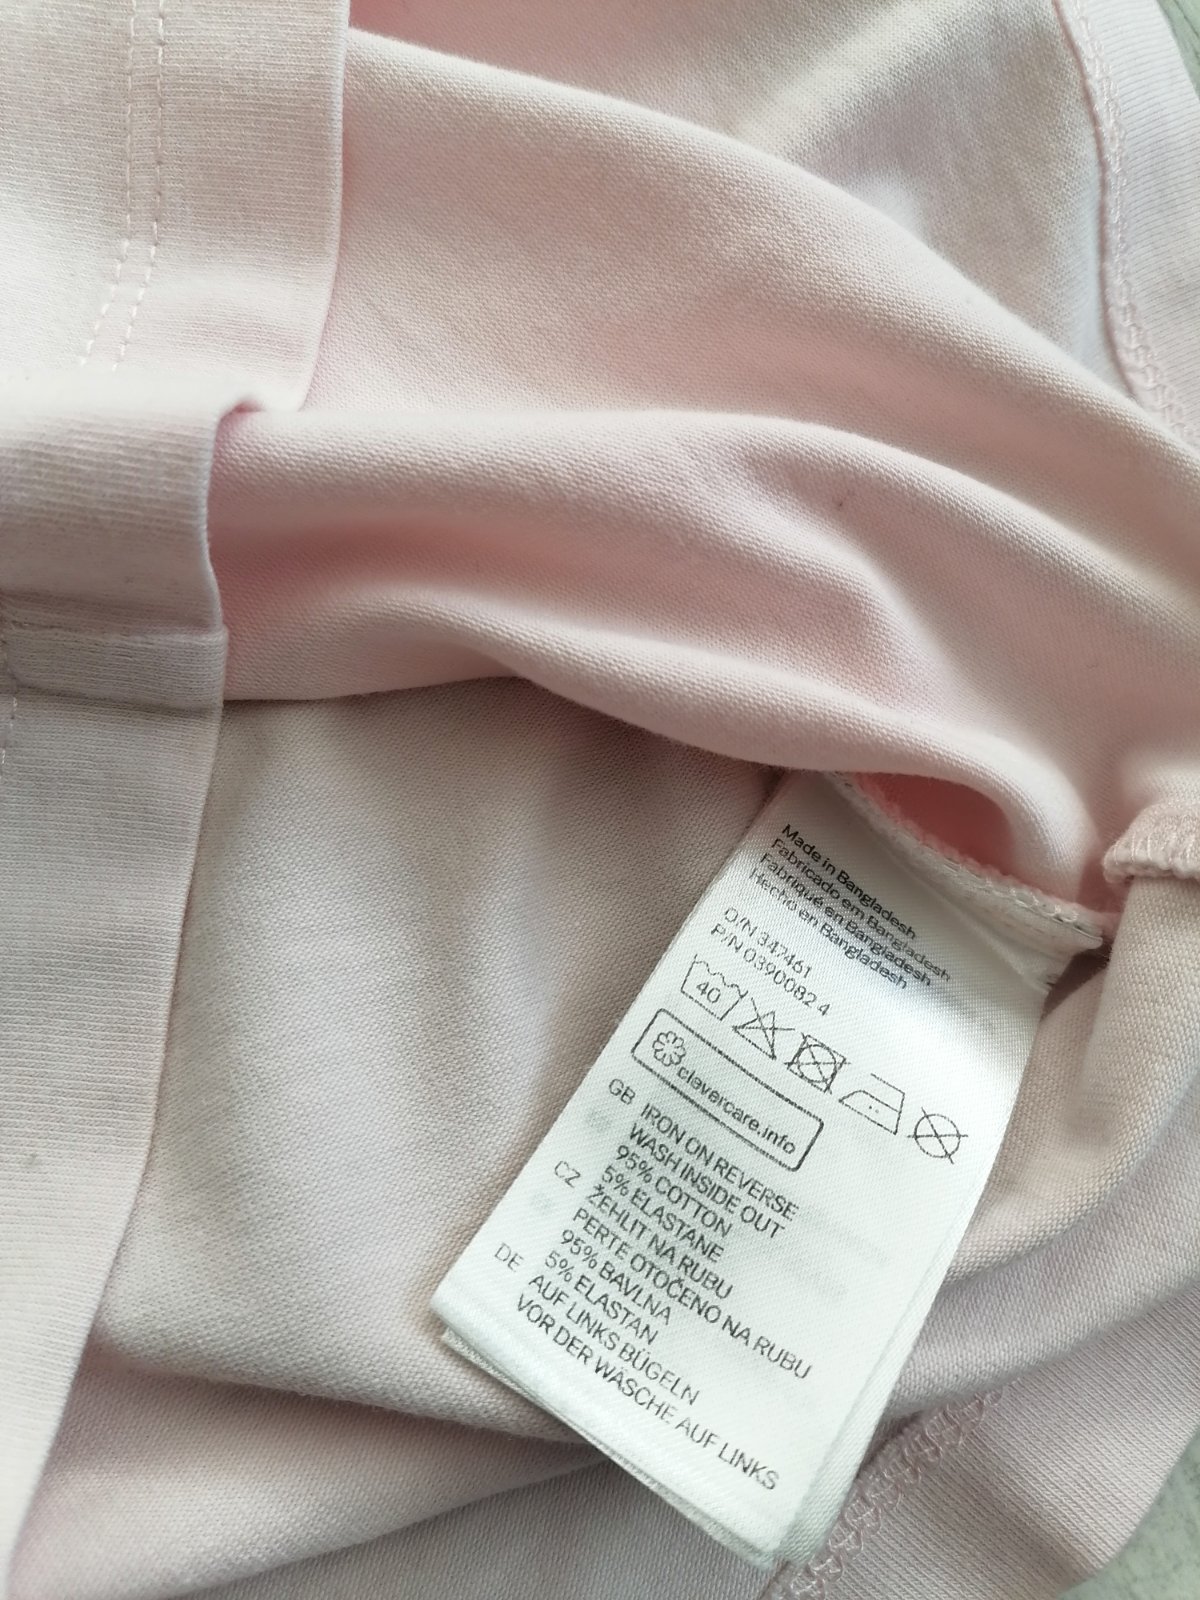 Made in Bangladesh
Fabricado em Bangladesh
Fabriqué en Bangladesh
Hecho en Bangladesh
O/N 347461
P/N 0390082 4
40
clevercare.info
GB IRON ON REVERSE
WASH INSIDE OUT
95% COTTON
5% ELASTANE
CZ ŽEHLIT NA RUBU
PERTE OTOČENO NA RUBU
95% BAVLNA
5% ELASTAN
DE AUF LINKS BÜGELN
VOR DER WÄSCHE AUF LINKS